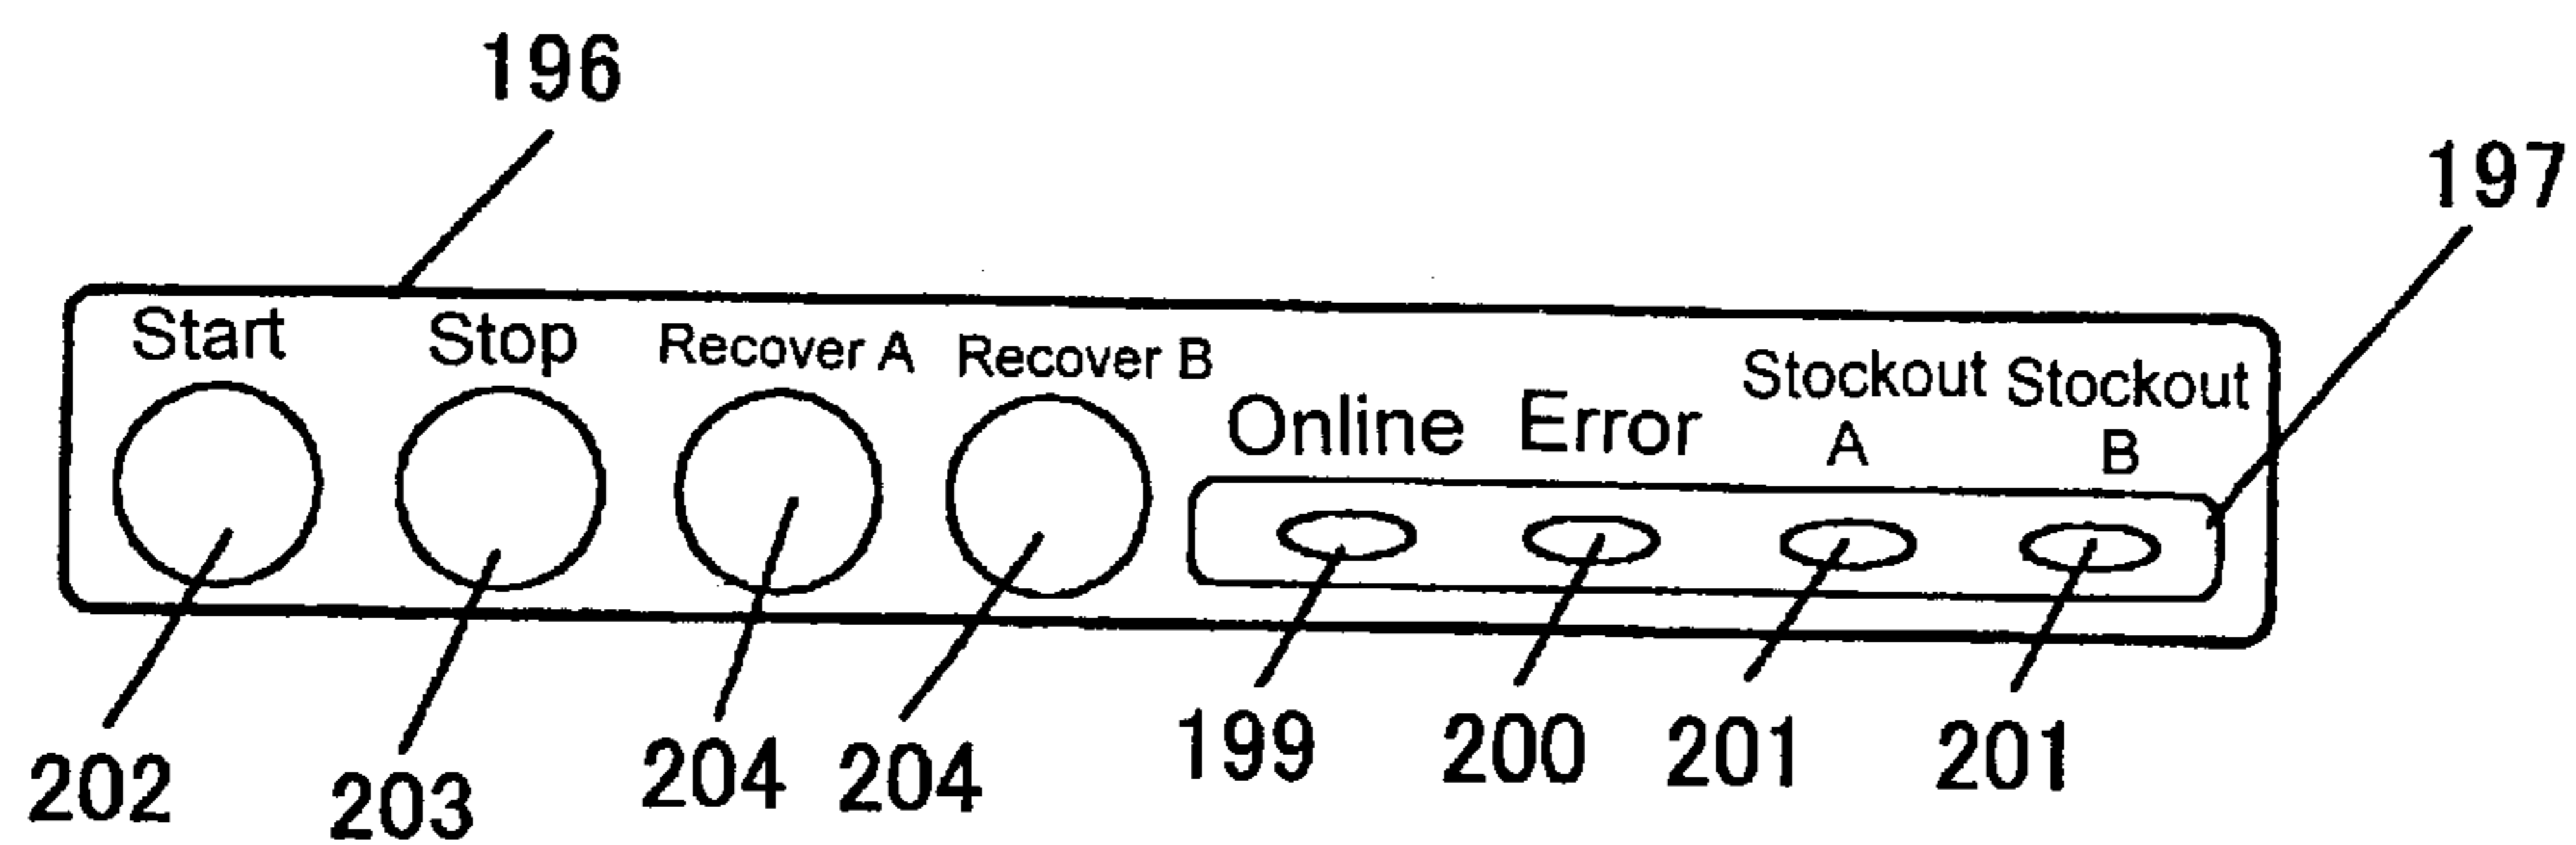 196
197
Start Stop Recover A Recover B
Online Error Stockout A Stockout B
202 203 204 204 199 200 201 201